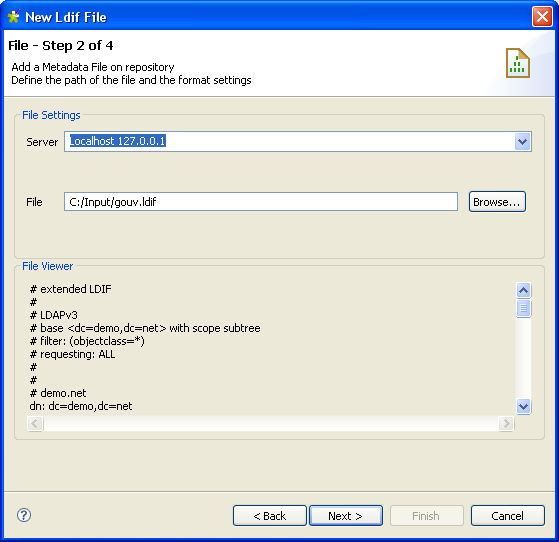 New Ldif File
File - Step 2 of 4
Add a Metadata File on repository
Define the path of the file and the format settings
File Settings
Server Localhost 127.0.0.1
File C:/Input/gouv.ldif Browse...
File Viewer
# extended LDIF
#
# LDAPv3
# base <dc=demo,dc=net> with scope subtree
# filter: (objectclass=*)
# requesting: ALL
#
#
# demo.net
dn: dc=demo,dc=net
? < Back Next > Finish Cancel